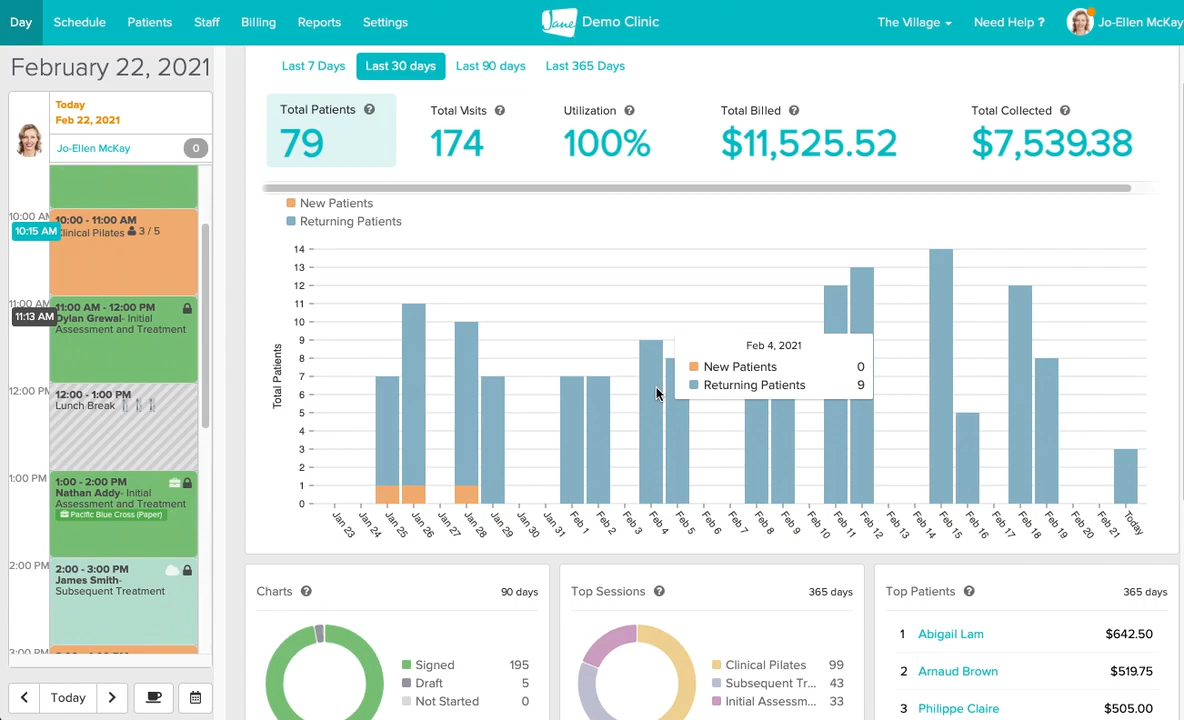 Day Schedule Patients Staff Billing Reports Settings
Jane Demo Clinic
The Village Need Help ? Jo-Ellen McKay
February 22, 2021
Today
Feb 22, 2021
Jo-Ellen McKay 0
10:00 AM
10:15 AM
10:00 - 11:00 AM
Clinical Pilates 3 / 5
11:00 AM
11:13 AM
11:00 AM - 12:00 PM
Dylan Grewal- Initial
Assessment and Treatment
12:00 PM
12:00 - 1:00 PM
Lunch Break
1:00 PM
1:00 - 2:00 PM
Nathan Addy- Initial
Assessment and Treatment
Pacific Blue Cross (Paper)
2:00 PM
2:00 - 3:00 PM
James Smith-
Subsequent Treatment
3:00 PM
Today
Last 7 Days Last 30 days Last 90 days Last 365 Days
Total Patients ?
79
Total Visits ?
174
Utilization ?
100%
Total Billed ?
$11,525.52
Total Collected ?
$7,539.38
New Patients
Returning Patients
Total Patients
14
13
12
11
10
9
8
7
6
5
4
3
2
1
0
Feb 4, 2021
New Patients 0
Returning Patients 9
Jan 23
Jan 24
Jan 25
Jan 26
Jan 27
Jan 28
Jan 29
Jan 30
Jan 31
Feb 1
Feb 2
Feb 3
Feb 4
Feb 5
Feb 6
Feb 7
Feb 8
Feb 9
Feb 10
Feb 11
Feb 12
Feb 13
Feb 14
Feb 15
Feb 16
Feb 17
Feb 18
Feb 19
Feb 20
Feb 21
Today
Charts ? 90 days
Signed 195
Draft 5
Not Started 0
Top Sessions ? 365 days
Clinical Pilates 99
Subsequent Tr... 43
Initial Assessm... 33
Top Patients ? 365 days
1 Abigail Lam $642.50
2 Arnaud Brown $519.75
3 Philippe Claire $505.00